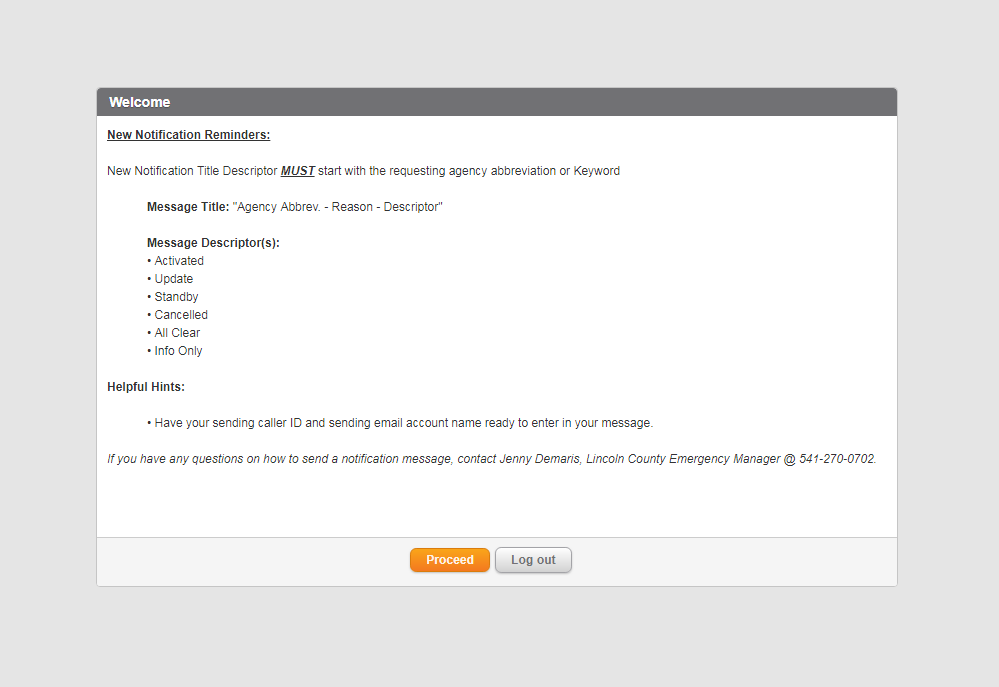 Welcome
New Notification Reminders:
New Notification Title Descriptor MUST start with the requesting agency abbreviation or Keyword
Message Title: "Agency Abbrev. - Reason - Descriptor"
Message Descriptor(s):
• Activated
• Update
• Standby
• Cancelled
• All Clear
• Info Only
Helpful Hints:
• Have your sending caller ID and sending email account name ready to enter in your message.
If you have any questions on how to send a notification message, contact Jenny Demaris, Lincoln County Emergency Manager @ 541-270-0702.
Proceed Log out